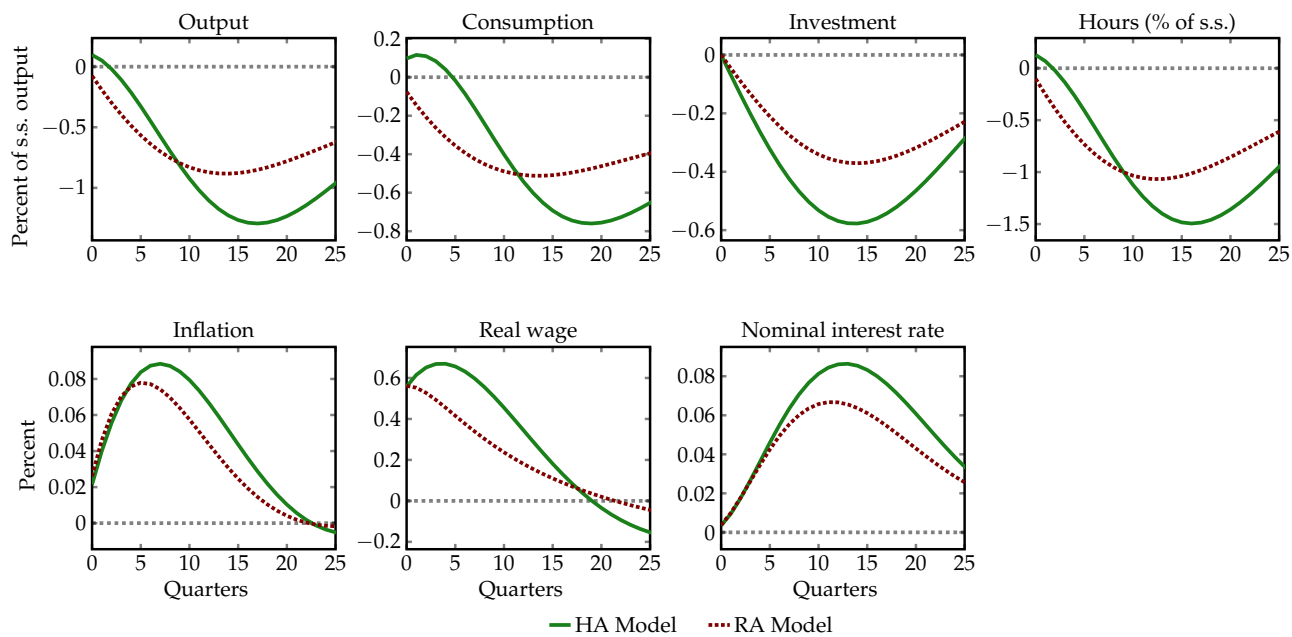 Output
Consumption
Investment
Hours (% of s.s.)
Percent of s.s. output
0
−0.5
−1
0 5 10 15 20 25
0.2
0
−0.2
−0.4
−0.6
−0.8
0 5 10 15 20 25
0
−0.2
−0.4
−0.6
0 5 10 15 20 25
0
−0.5
−1
−1.5
0 5 10 15 20 25
Inflation
Real wage
Nominal interest rate
Percent
0.08
0.06
0.04
0.02
0
0 5 10 15 20 25
Quarters
0.6
0.4
0.2
0
−0.2
0 5 10 15 20 25
Quarters
0.08
0.06
0.04
0.02
0
0 5 10 15 20 25
Quarters
HA Model RA Model